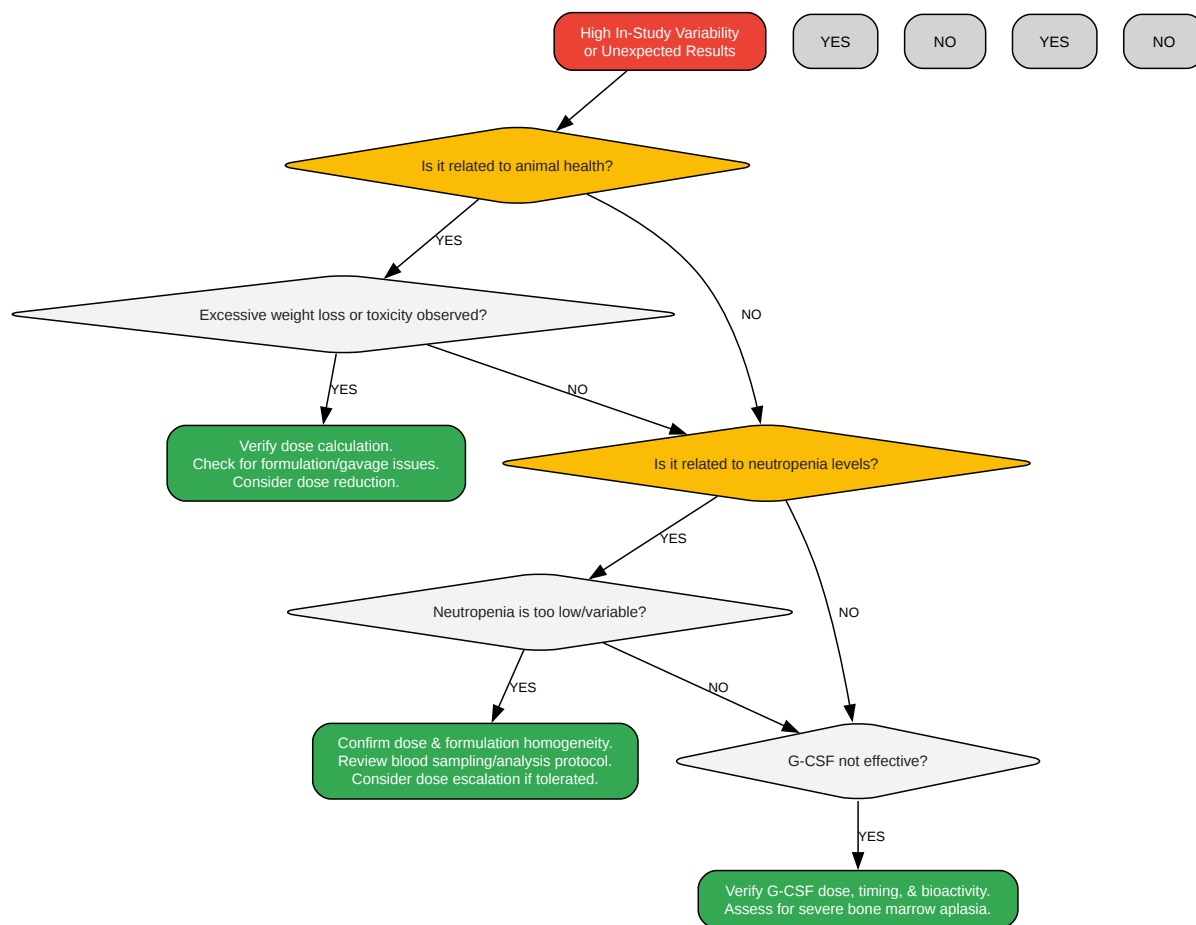 High In-Study Variability
or Unexpected Results
YES
NO
YES
NO
Is it related to animal health?
YES
Excessive weight loss or toxicity observed?
NO
YES
NO
Verify dose calculation.
Check for formulation/gavage issues.
Consider dose reduction.
Is it related to neutropenia levels?
YES
Neutropenia is too low/variable?
NO
YES
NO
Confirm dose & formulation homogeneity.
Review blood sampling/analysis protocol.
Consider dose escalation if tolerated.
G-CSF not effective?
YES
Verify G-CSF dose, timing, & bioactivity.
Assess for severe bone marrow aplasia.